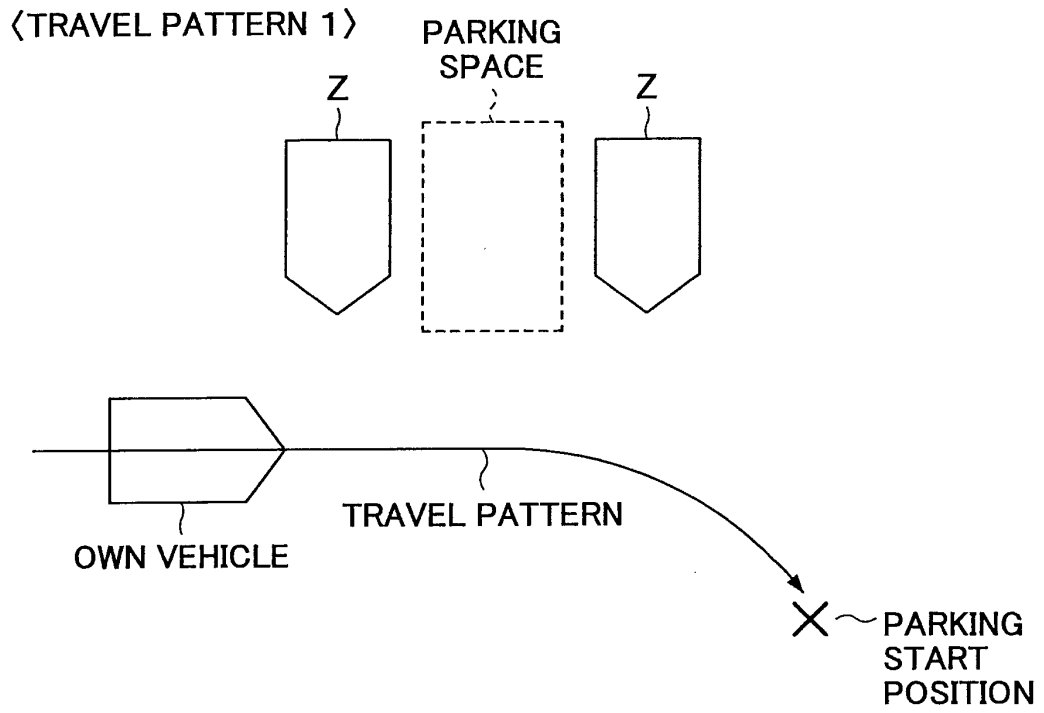 〈TRAVEL PATTERN 1〉
PARKING
SPACE
Z
Z
TRAVEL PATTERN
OWN VEHICLE
PARKING
START
POSITION